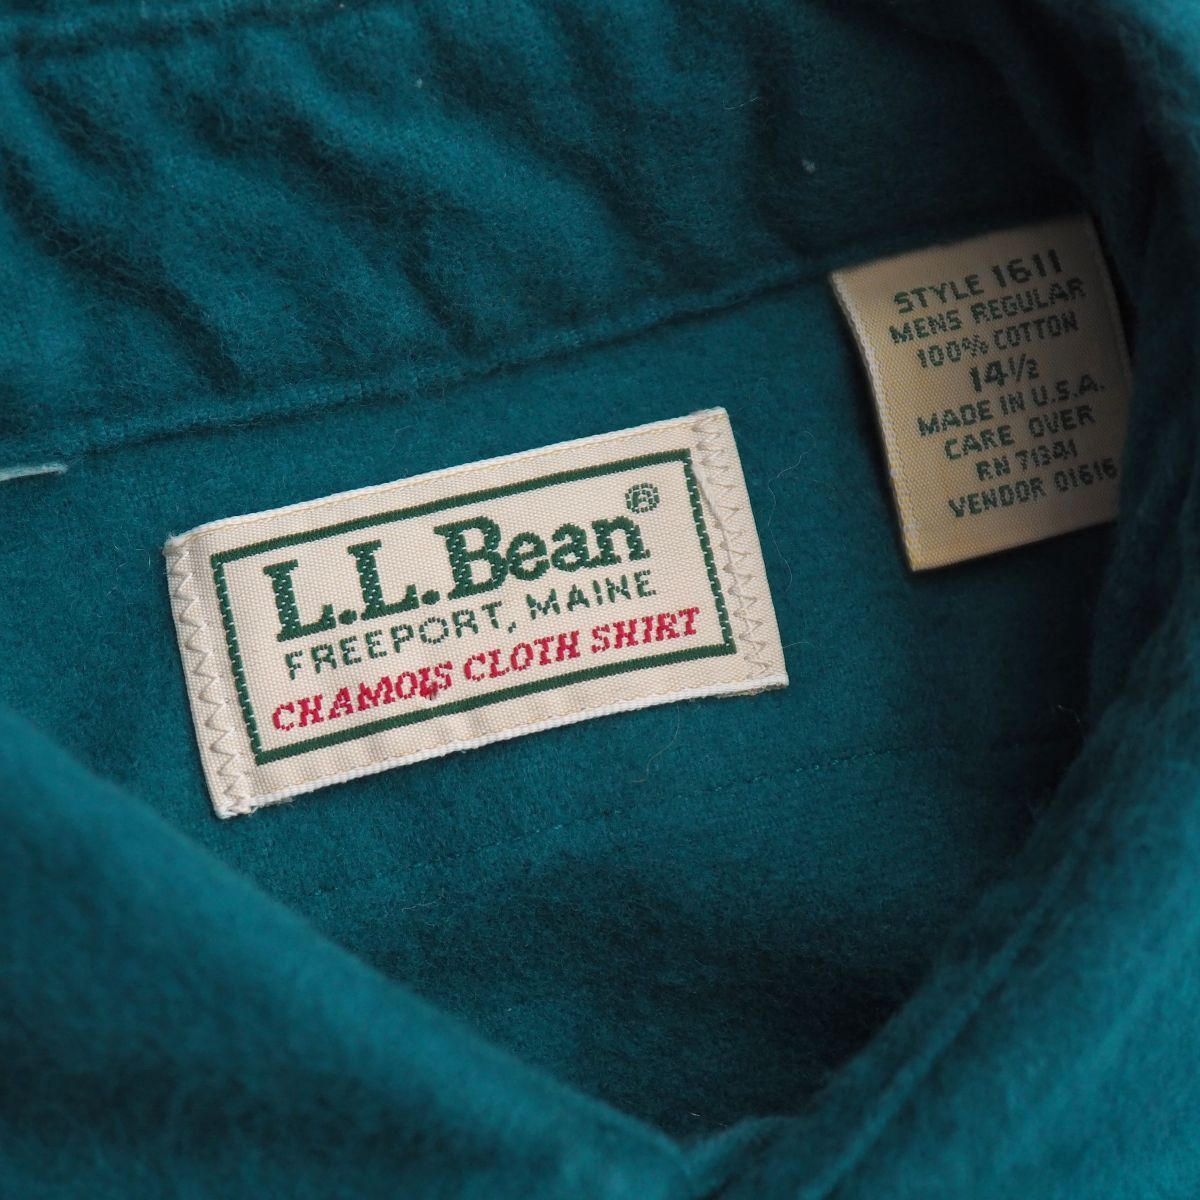 L.L.Bean®
FREEPORT, MAINE
CHAMOIS CLOTH SHIRT
STYLE 1611
MENS REGULAR
100% COTTON
14½
MADE IN U.S.A.
CARE OVER
RN 71341
VENDOR 01616